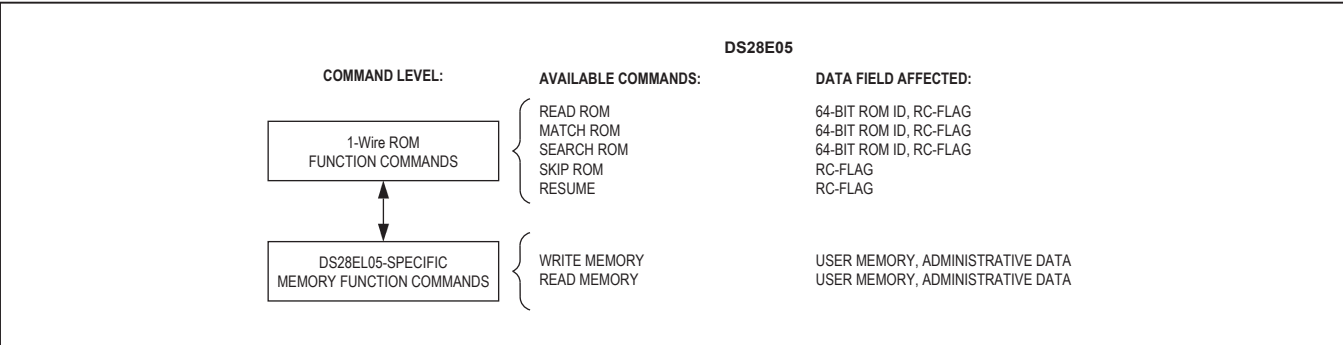 DS28E05
COMMAND LEVEL: AVAILABLE COMMANDS: DATA FIELD AFFECTED:
1-Wire ROM
FUNCTION COMMANDS
READ ROM 64-BIT ROM ID, RC-FLAG
MATCH ROM 64-BIT ROM ID, RC-FLAG
SEARCH ROM 64-BIT ROM ID, RC-FLAG
SKIP ROM RC-FLAG
RESUME RC-FLAG
DS28EL05-SPECIFIC
MEMORY FUNCTION COMMANDS
WRITE MEMORY USER MEMORY, ADMINISTRATIVE DATA
READ MEMORY USER MEMORY, ADMINISTRATIVE DATA